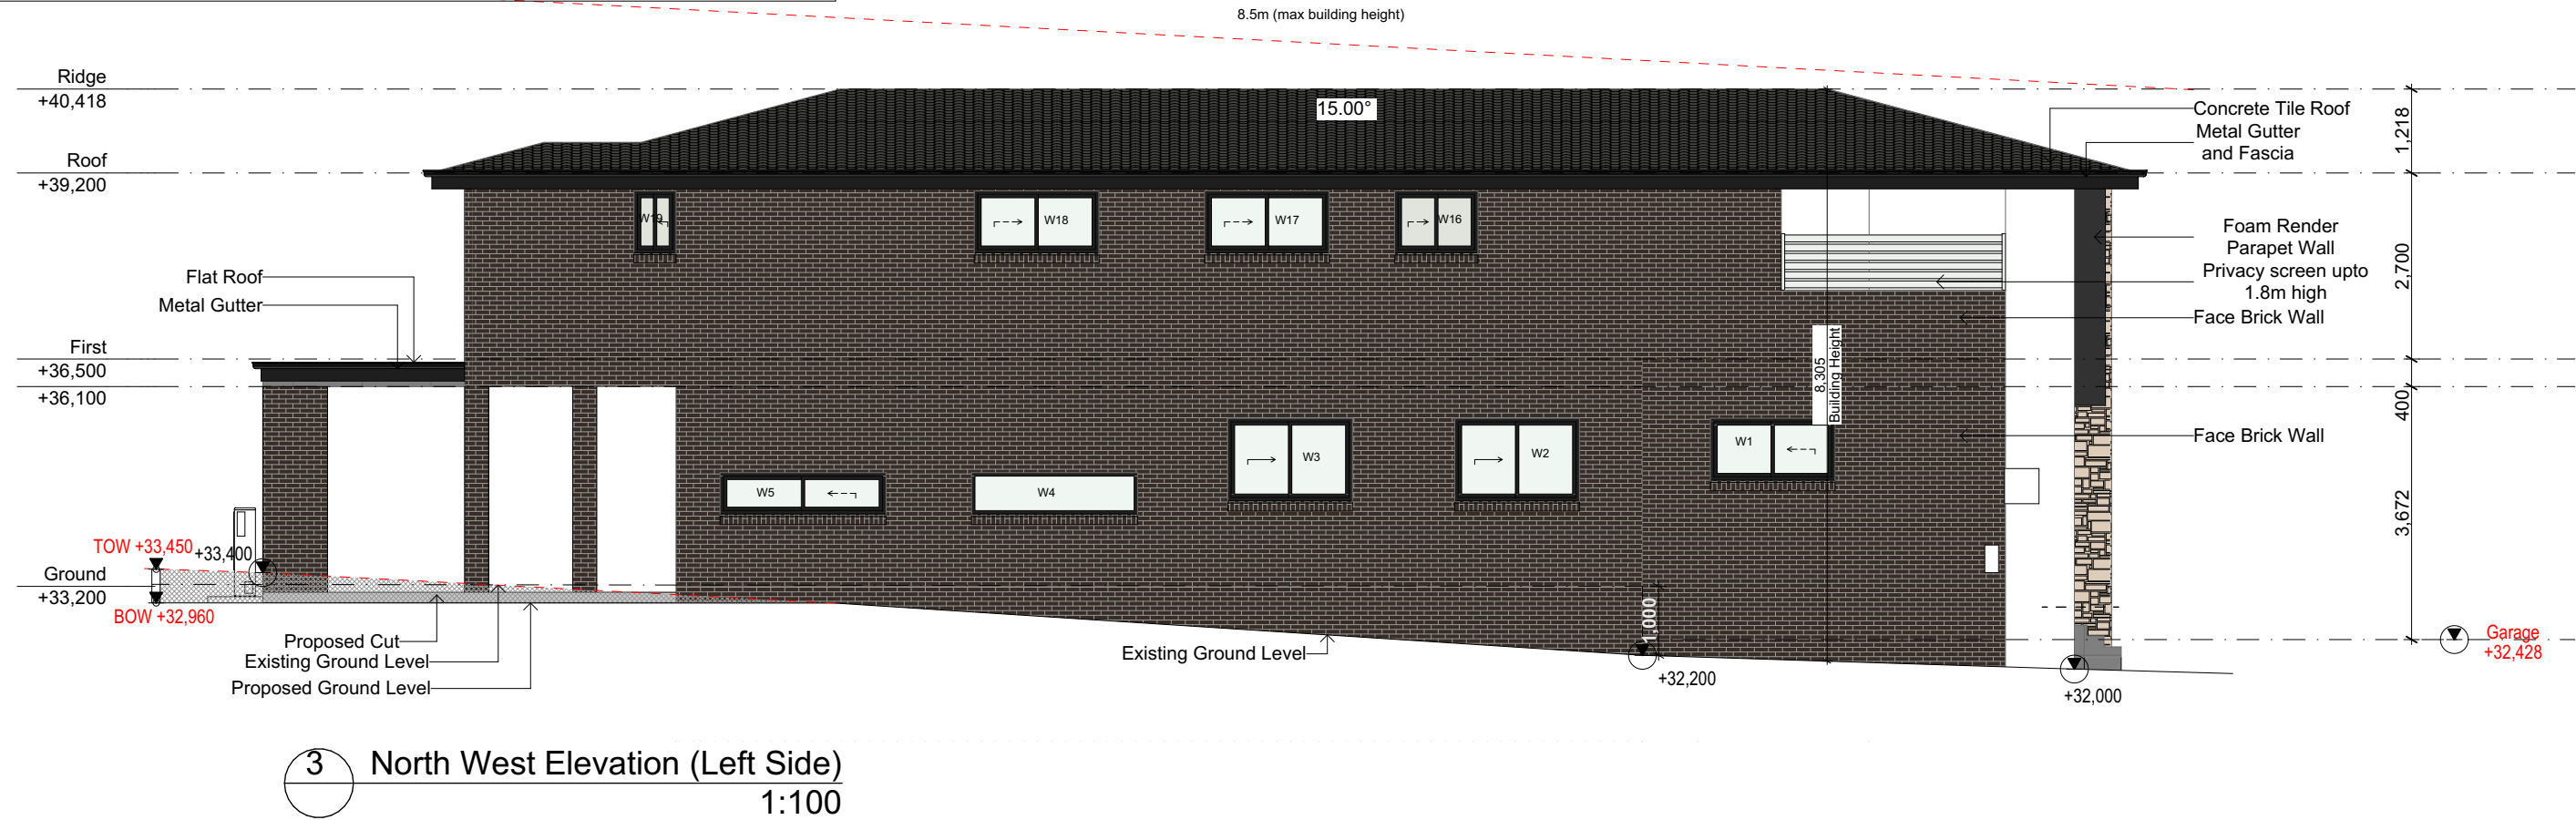 8.5m (max building height)
Ridge
+40,418
15.00°
Concrete Tile Roof
Metal Gutter
and Fascia
1,218
Roof
+39,200
W19
W18
W17
W16
Foam Render
Parapet Wall
Privacy screen upto
1.8m high
2,700
Flat Roof
Metal Gutter
Face Brick Wall
First
+36,500
+36,100
8,305
Building Height
400
W1
W2
W3
W4
W5
Face Brick Wall
3,672
TOW +33,450
+33,400
Ground
+33,200
BOW +32,960
1,000
Garage
+32,428
Proposed Cut
Existing Ground Level
Proposed Ground Level
Existing Ground Level
+32,200
+32,000
3
North West Elevation (Left Side)
1:100